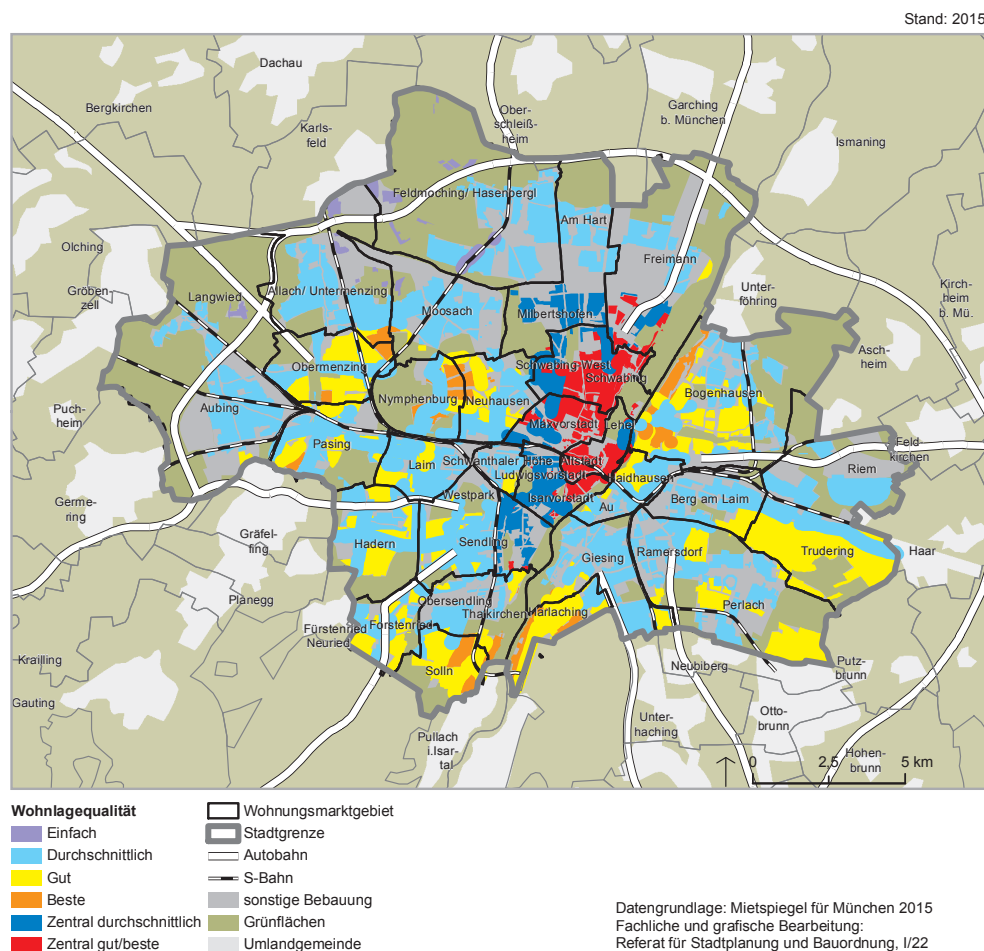 Stand: 2015
Dachau
Bergkirchen
Karls-
feld
Ober-
schleiß-
heim
Garching
b. München
Ismaning
Feldmoching/ Hasenbergl
Am Hart
Olching
Gröben-
zell
Langwied
Allach/ Untermenzing
Moosach
Freimann
Unter-
föhring
Kirch-
heim
b. Mü.
Milbertshofen
Asch-
heim
Obermenzing
Schwabing-West
Schwabing
Puch-
heim
Aubing
Nymphenburg
Neuhausen
Bogenhausen
Maxvorstadt
Lehel
Pasing
Feld
kirchen
Laim
Schwanthaler Höhe
Altstadt
Ludwigsvorstadt
Haidhausen
Riem
Germe-
ring
Westpark
Isarvorstadt
Au
Berg am Laim
Gräfel-
fing
Hadern
Sendling
Giesing
Ramersdorf
Trudering
Haar
Planegg
Obersendling
Thalkirchen
Harlaching
Perlach
Fürstenried
Neuried
Forstenried
Krailling
Solln
Neubiberg
Putz-
brunn
Gauting
Pullach
i.Isar-
tal
Unter-
haching
Otto-
brunn
Hohen-
brunn
0 2,5 5 km
Wohnlagequalität
Einfach
Durchschnittlich
Gut
Beste
Zentral durchschnittlich
Zentral gut/beste
Wohnungsmarktgebiet
Stadtgrenze
Autobahn
S-Bahn
sonstige Bebauung
Grünflächen
Umlandgemeinde
Datengrundlage: Mietspiegel für München 2015
Fachliche und grafische Bearbeitung:
Referat für Stadtplanung und Bauordnung, I/22